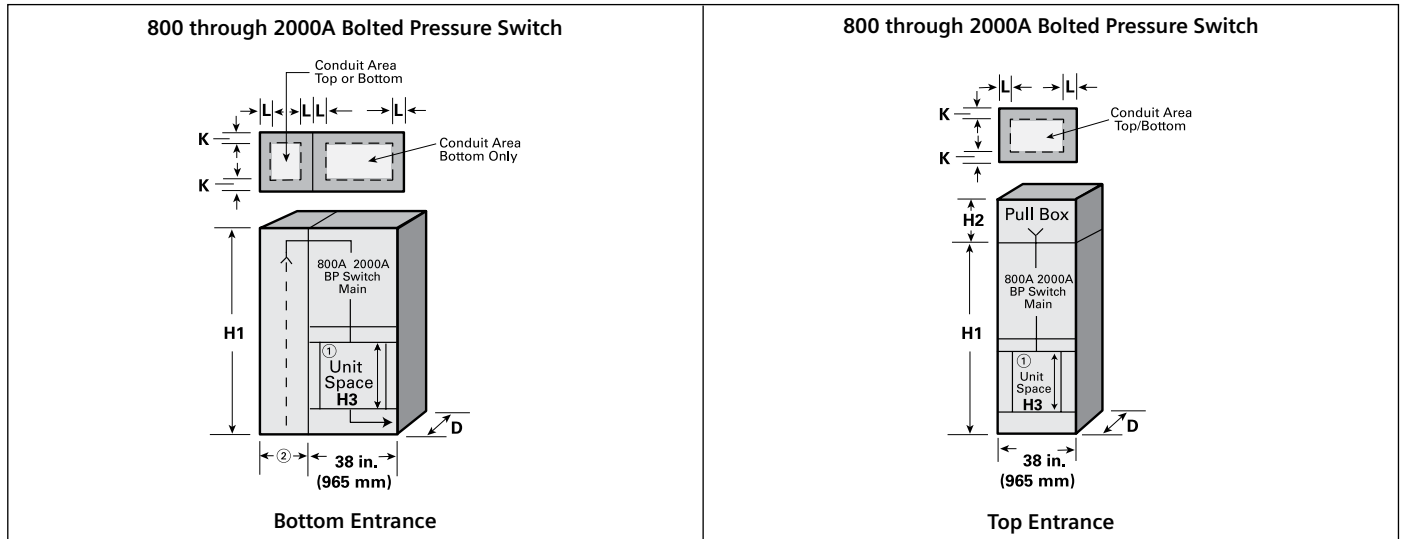 800 through 2000A Bolted Pressure Switch
Conduit Area
Top or Bottom
L L L L
K
K
Conduit Area
Bottom Only
800A 2000A
BP Switch
Main
H1
①
Unit
Space
H3
D
②
38 in.
(965 mm)
Bottom Entrance
800 through 2000A Bolted Pressure Switch
L L
K
K
Conduit Area
Top/Bottom
H2
Pull Box
800A 2000A
BP Switch
Main
H1
①
Unit
Space
H3
D
38 in.
(965 mm)
Top Entrance